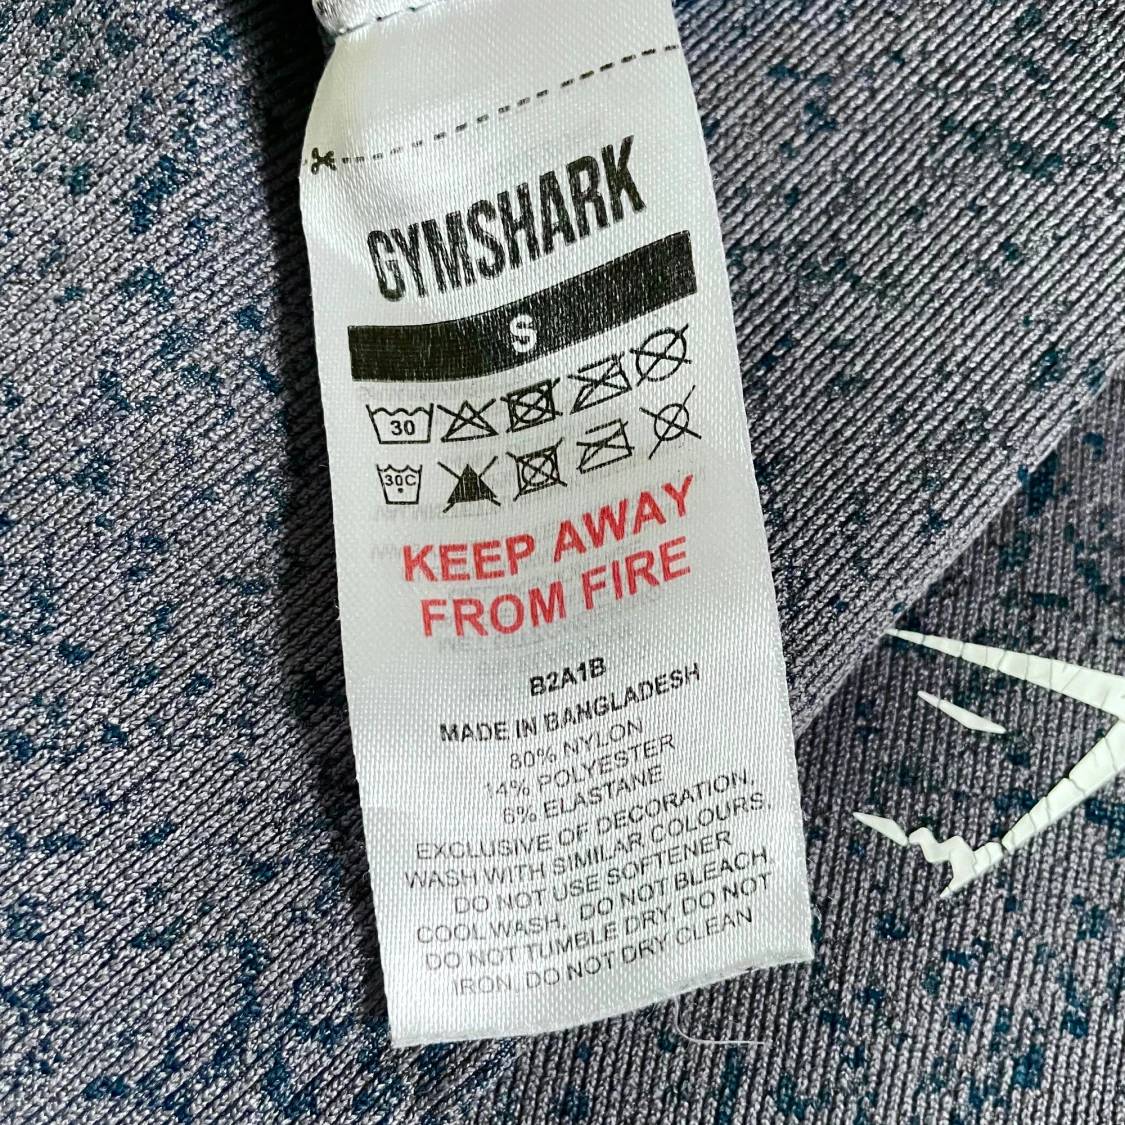 GYMSHARK
S
30
30C
KEEP AWAY
FROM FIRE
B2A1B
MADE IN BANGLADESH
80% NYLON
14% POLYESTER
6% ELASTANE
EXCLUSIVE OF DECORATION.
WASH WITH SIMILAR COLOURS.
DO NOT USE SOFTENER
COOL WASH, DO NOT BLEACH,
DO NOT TUMBLE DRY, DO NOT
IRON, DO NOT DRY CLEAN